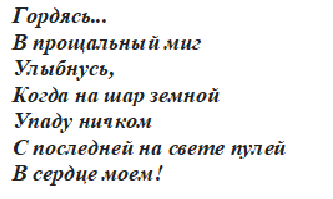 Гордясь...
В прощальный миг
Улыбнусь,
Когда на шар земной
Упаду ничком
С последней на свете пулей
В сердце моем!